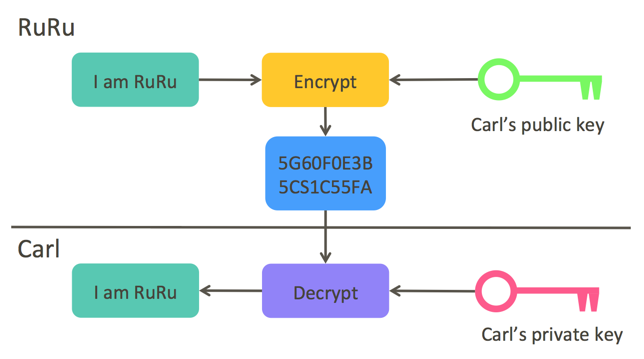 RuRu
I am RuRu
Encrypt
Carl's public key
5G60F0E3B
5CS1C55FA
Carl
I am RuRu
Decrypt
Carl's private key